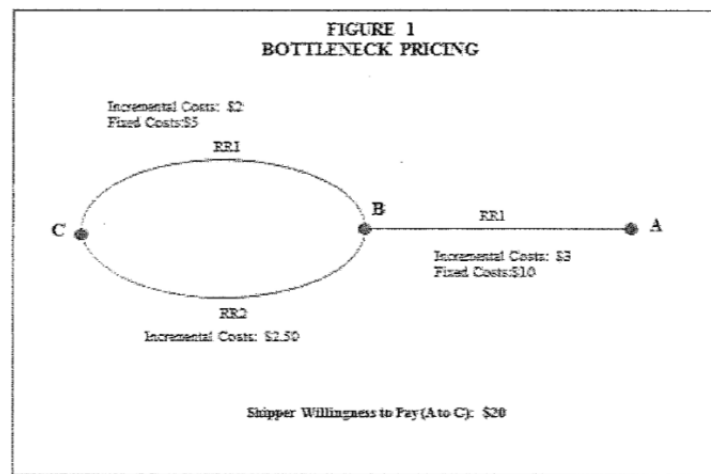 FIGURE 1
BOTTLENECK PRICING
Incremental Costs: $2
Fixed Costs:$5
RR1
B
C
RR1
A
Incremental Costs: $3
Fixed Costs:$10
RR2
Incremental Costs: $2.50
Shipper Willingness to Pay (A to C): $20